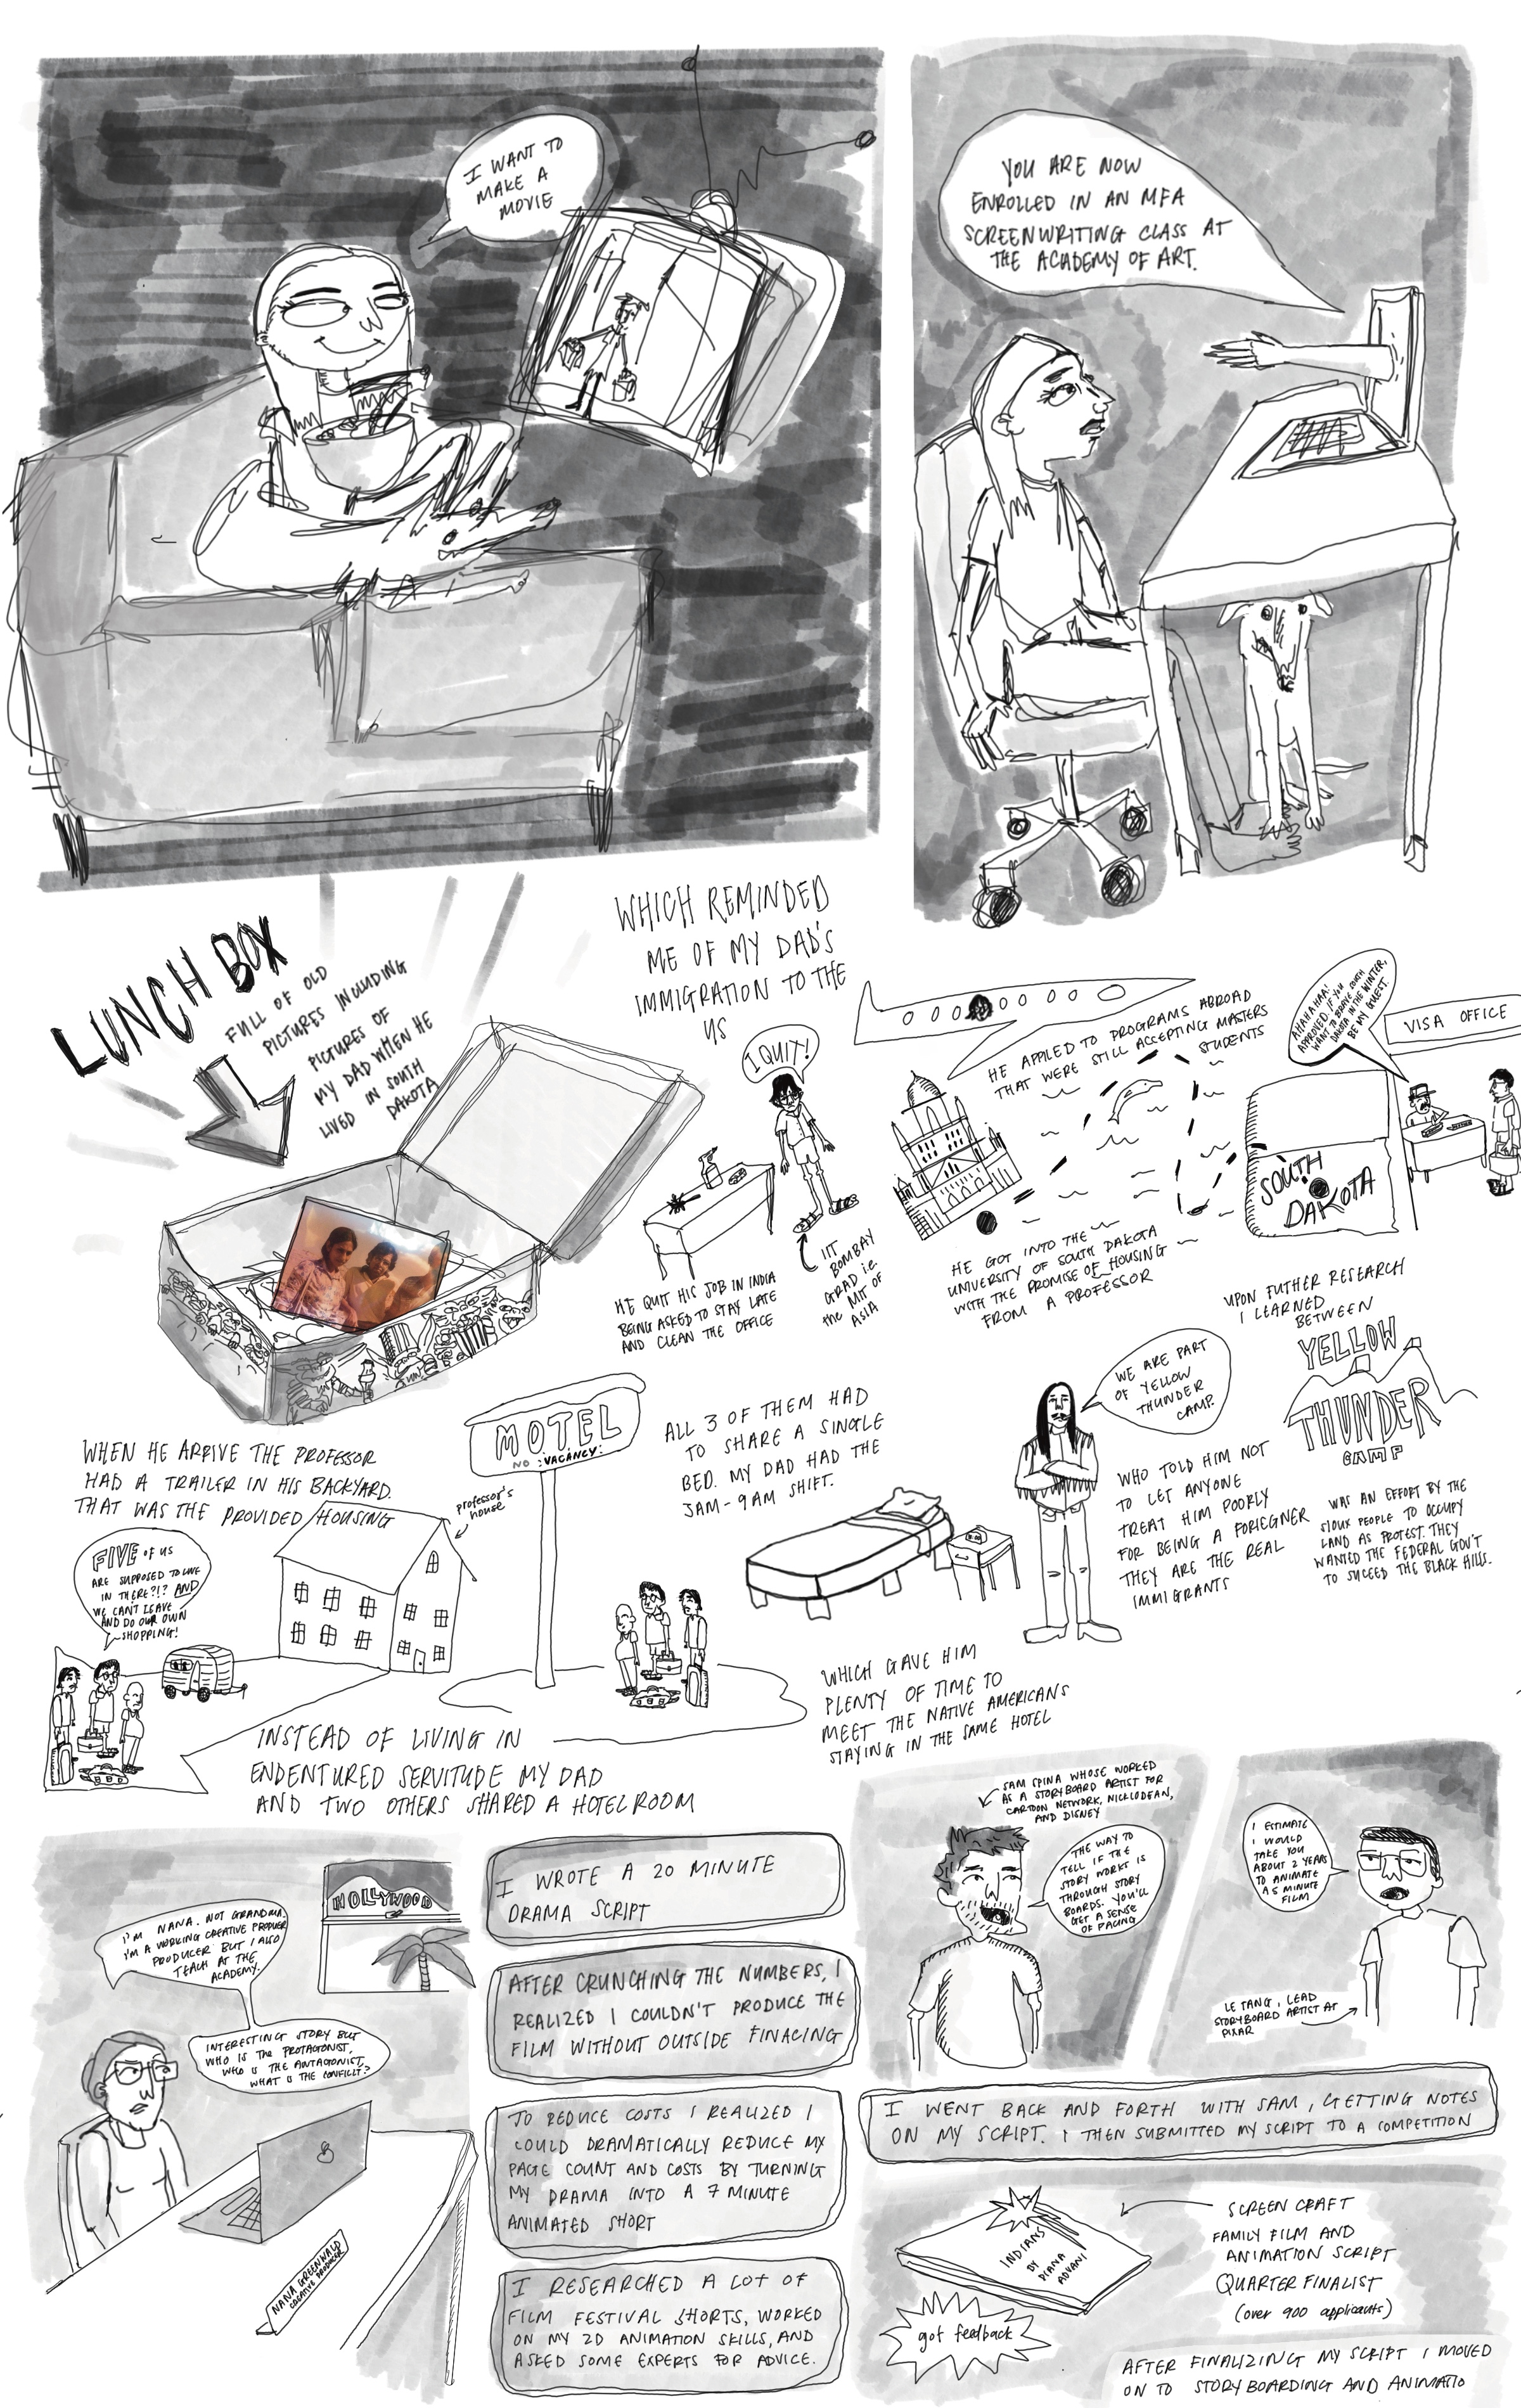 I WANT TO
MAKE A
MOVIE
YOU ARE NOW
ENROLLED IN AN MFA
SCREENWRITING CLASS AT
THE ACADEMY OF ART.
LUNCH BOX
FULL OF OLD
PICTURES INCLUDING
PICTURES OF
MY DAD WHEN HE
LIVED IN SOUTH
DAKOTA
WHICH REMINDED
ME OF MY DAD'S
IMMIGRATION TO THE
US
I QUIT!
HE QUIT HIS JOB IN INDIA
BEING ASKED TO STAY LATE
AND CLEAN THE OFFICE
IIT
BOMBAY
GRAD i.e.
the MIT OF
ASIA
HE APPLIED TO PROGRAMS ABROAD
THAT WERE STILL ACCEPTING MASTERS
STUDENTS
HE GOT INTO THE
UNIVERSITY OF SOUTH DAKOTA
WITH THE PROMISE OF HOUSING
FROM A PROFESSOR
SOUTH
DAKOTA
AHAHAHAA!
APPROVED. IF YOU
WANT TO BRAVE SOUTH
DAKOTA IN THE WINTER,
BE MY GUEST.
VISA OFFICE
WHEN HE ARRIVE THE PROFESSOR
HAD A TRAILER IN HIS BACKYARD.
THAT WAS THE PROVIDED HOUSING
professor's
house
FIVE OF US
ARE SUPPOSED TO LIVE
IN THERE?!? AND
WE CAN'T LEAVE
AND DO OUR OWN
SHOPPING!
MOTEL
NO :VACANCY:
INSTEAD OF LIVING IN
ENDENTURED SERVITUDE MY DAD
AND TWO OTHERS SHARED A HOTEL ROOM
ALL 3 OF THEM HAD
TO SHARE A SINGLE
BED. MY DAD HAD THE
3AM-9AM SHIFT.
WHICH GAVE HIM
PLENTY OF TIME TO
MEET THE NATIVE AMERICANS
STAYING IN THE SAME HOTEL
WE ARE PART
OF YELLOW
THUNDER
CAMP.
WHO TOLD HIM NOT
TO LET ANYONE
TREAT HIM POORLY
FOR BEING A FORIEGNER
THEY ARE THE REAL
IMMIGRANTS
UPON FUTHER RESEARCH
I LEARNED
BETWEEN
YELLOW
THUNDER
CAMP
WAS AN EFFORT BY THE
SIOUX PEOPLE TO OCCUPY
LAND AS PROTEST. THEY
WANTED THE FEDERAL GOV'T
TO SUCEED THE BLACK HILLS.
I'M NANA. NOT GRANDMA.
I'M A WORKING CREATIVE PRODUER
PRODUCER BUT I ALSO
TEACH AT THE
ACADEMY.
INTERESTING STORY BUT
WHO IS THE PROTAGONIST,
WHO IS THE ANTAGONIST,
WHAT IS THE CONFILCT?
HOLLYWOOD
NANA GREENWALD
CREATIVE PRODUCER
I WROTE A 20 MINUTE
DRAMA SCRIPT
AFTER CRUNCHING THE NUMBERS, I
REALIZED I COULDN'T PRODUCE THE
FILM WITHOUT OUTSIDE FINACING
TO REDUCE COSTS I REALIZED I
COULD DRAMATICALLY REDUCE MY
PAGE COUNT AND COSTS BY TURNING
MY DRAMA INTO A 7 MINUTE
ANIMATED SHORT
I RESEARCHED A LOT OF
FILM FESTIVAL SHORTS, WORKED
ON MY 2D ANIMATION SKILLS, AND
ASKED SOME EXPERTS FOR ADVICE.
SAM SPINA WHOSE WORKED
AS A STORYBOARD ARTIST FOR
CARTOON NETWORK, NICKLODEAN,
AND DISNEY
THE WAY TO
TELL IF THE
STORY WORKS IS
THROUGH STORY
BOARDS. YOU'LL
GET A SENSE
OF PACING
I ESTIMATE
I WOULD
TAKE YOU
ABOUT 2 YEARS
TO ANIMATE
A 5 MINUTE
FILM
LE TANG, LEAD
STORYBOARD ARTIST AT
PIXAR
I WENT BACK AND FORTH WITH SAM, GETTING NOTES
ON MY SCRIPT. I THEN SUBMITTED MY SCRIPT TO A COMPETITION
INDIANS
BY DIANA
ADVANI
SCREEN CRAFT
FAMILY FILM AND
ANIMATION SCRIPT
QUARTER FINALIST
(over 900 applicants)
got feedback
AFTER FINALIZING MY SCRIPT I MOVED
ON TO STORYBOARDING AND ANIMATIO